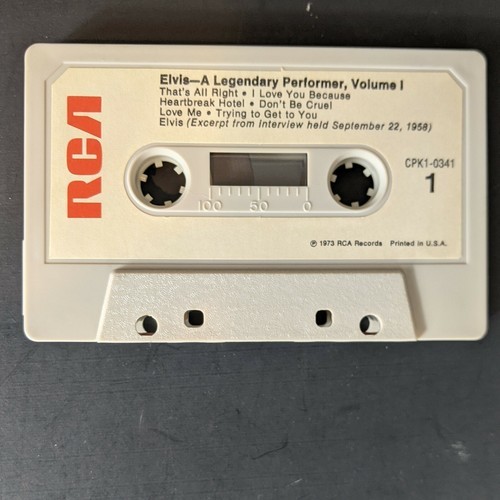 Elvis—A Legendary Performer, Volume I
That's All Right • I Love You Because
Heartbreak Hotel • Don't Be Cruel
Love Me • Trying to Get to You
Elvis (Excerpt from Interview held September 22, 1958)
RCA
CPK1-0341
1
100 50 0
℗ 1973 RCA Records Printed in U.S.A.